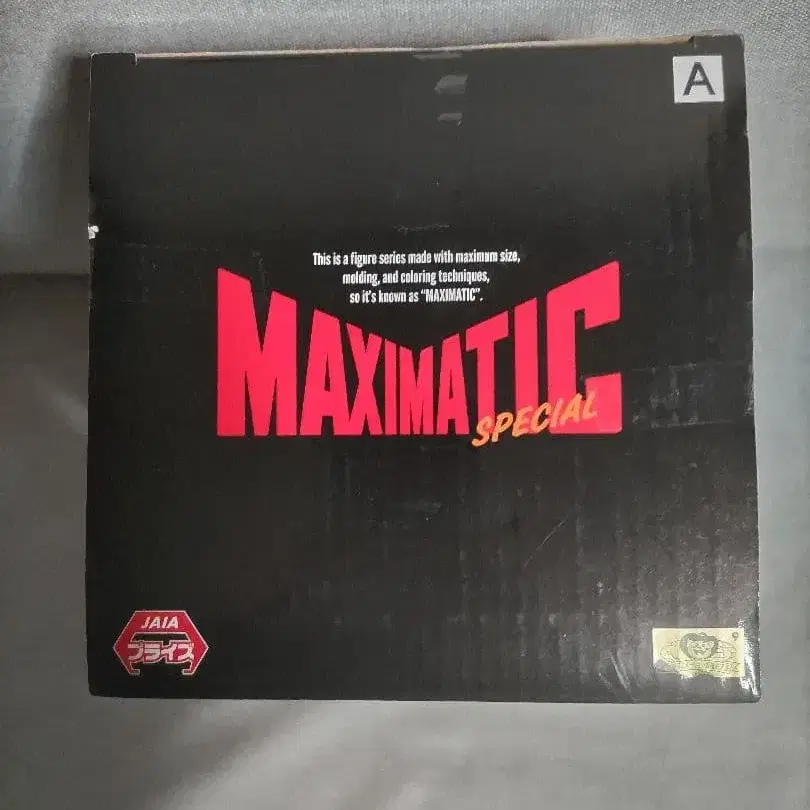 A
This is a figure series made with maximum size,
molding, and coloring techniques,
so it's known as "MAXIMATIC".
MAXIMATIC
SPECIAL
JAIA
プライズ
9